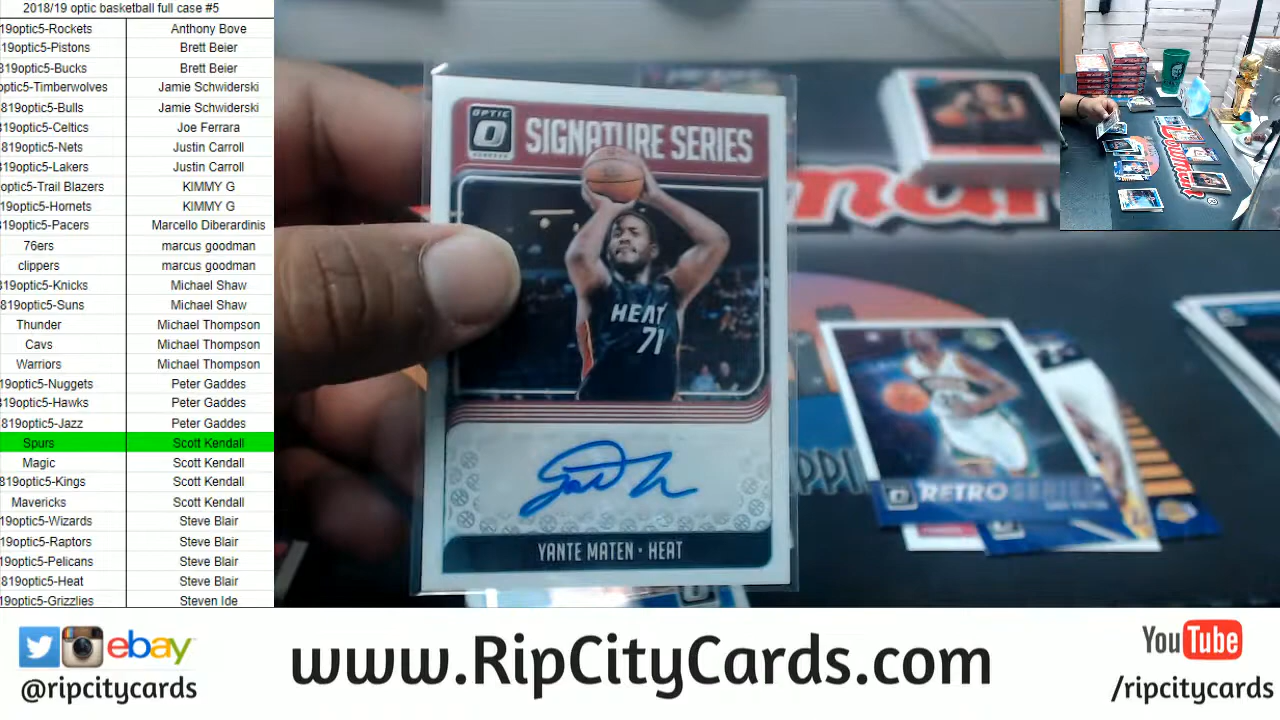 2018/19 optic basketball full case #5
19optic5-Rockets Anthony Bove
19optic5-Pistons Brett Beier
819optic5-Bucks Brett Beier
optic5-Timberwolves Jamie Schwiderski
819optic5-Bulls Jamie Schwiderski
819optic5-Celtics Joe Ferrara
819optic5-Nets Justin Carroll
819optic5-Lakers Justin Carroll
optic5-Trail Blazers KIMMY G
19optic5-Hornets KIMMY G
19optic5-Pacers Marcello Diberardinis
76ers marcus goodman
clippers marcus goodman
819optic5-Knicks Michael Shaw
819optic5-Suns Michael Shaw
Thunder Michael Thompson
Cavs Michael Thompson
Warriors Michael Thompson
19optic5-Nuggets Peter Gaddes
819optic5-Hawks Peter Gaddes
819optic5-Jazz Peter Gaddes
Spurs Scott Kendall
Magic Scott Kendall
819optic5-Kings Scott Kendall
Mavericks Scott Kendall
19optic5-Wizards Steve Blair
19optic5-Raptors Steve Blair
19optic5-Pelicans Steve Blair
819optic5-Heat Steve Blair
19optic5-Grizzlies Steven Ide
OPTIC
SIGNATURE SERIES
HEAT
71
YANTE MATEN · HEAT
RETRO SERIES
ebay
@ripcitycards
www.RipCityCards.com
YouTube
/ripcitycards